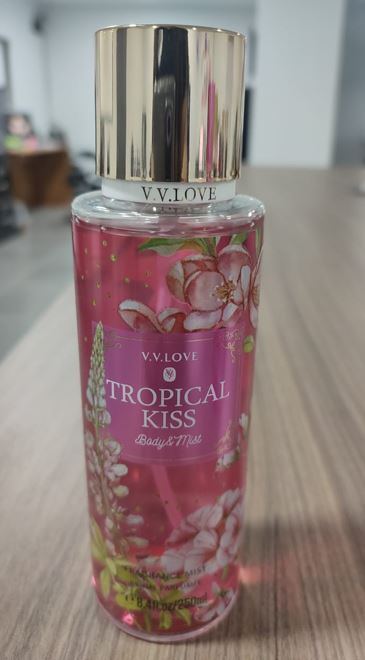 V.V.LOVE
V.V.LOVE
TROPICAL
KISS
Body & Mist
FRAGRANCE MIST
8.4fl.oz/250ml